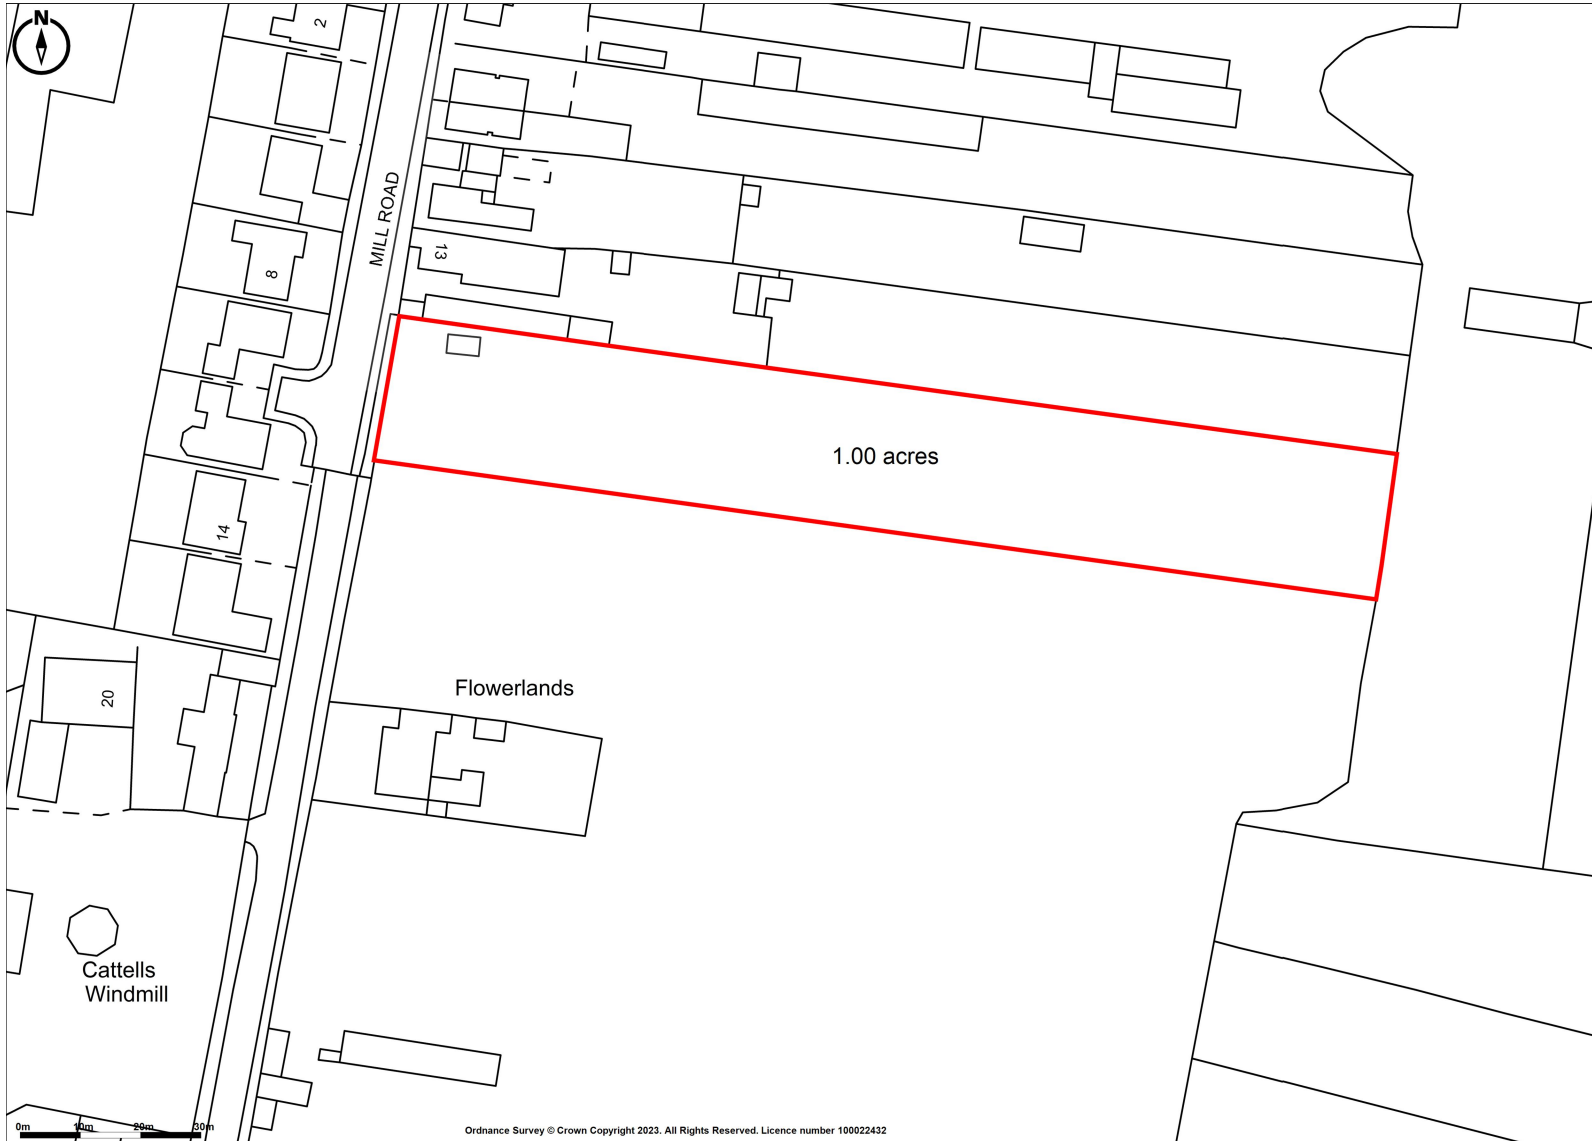 N
2
MILL ROAD
13
8
1.00 acres
14
Flowerlands
20
Cattells
Windmill
0m 10m 20m 30m
Ordnance Survey © Crown Copyright 2023. All Rights Reserved. Licence number 100022432